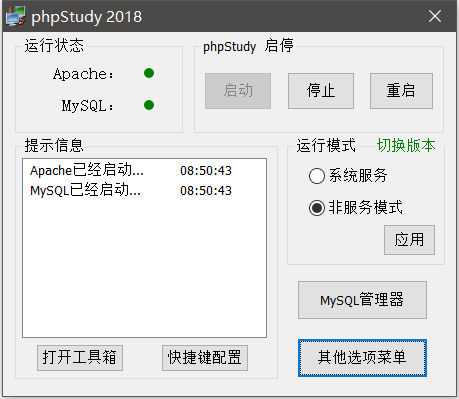 phpStudy 2018
运行状态
Apache:
MySQL:
phpStudy 启停
启动 停止 重启
提示信息
Apache已经启动... 08:50:43
MySQL已经启动... 08:50:43
运行模式 切换版本
系统服务
非服务模式
应用
MySQL管理器
打开工具箱 快捷键配置
其他选项菜单